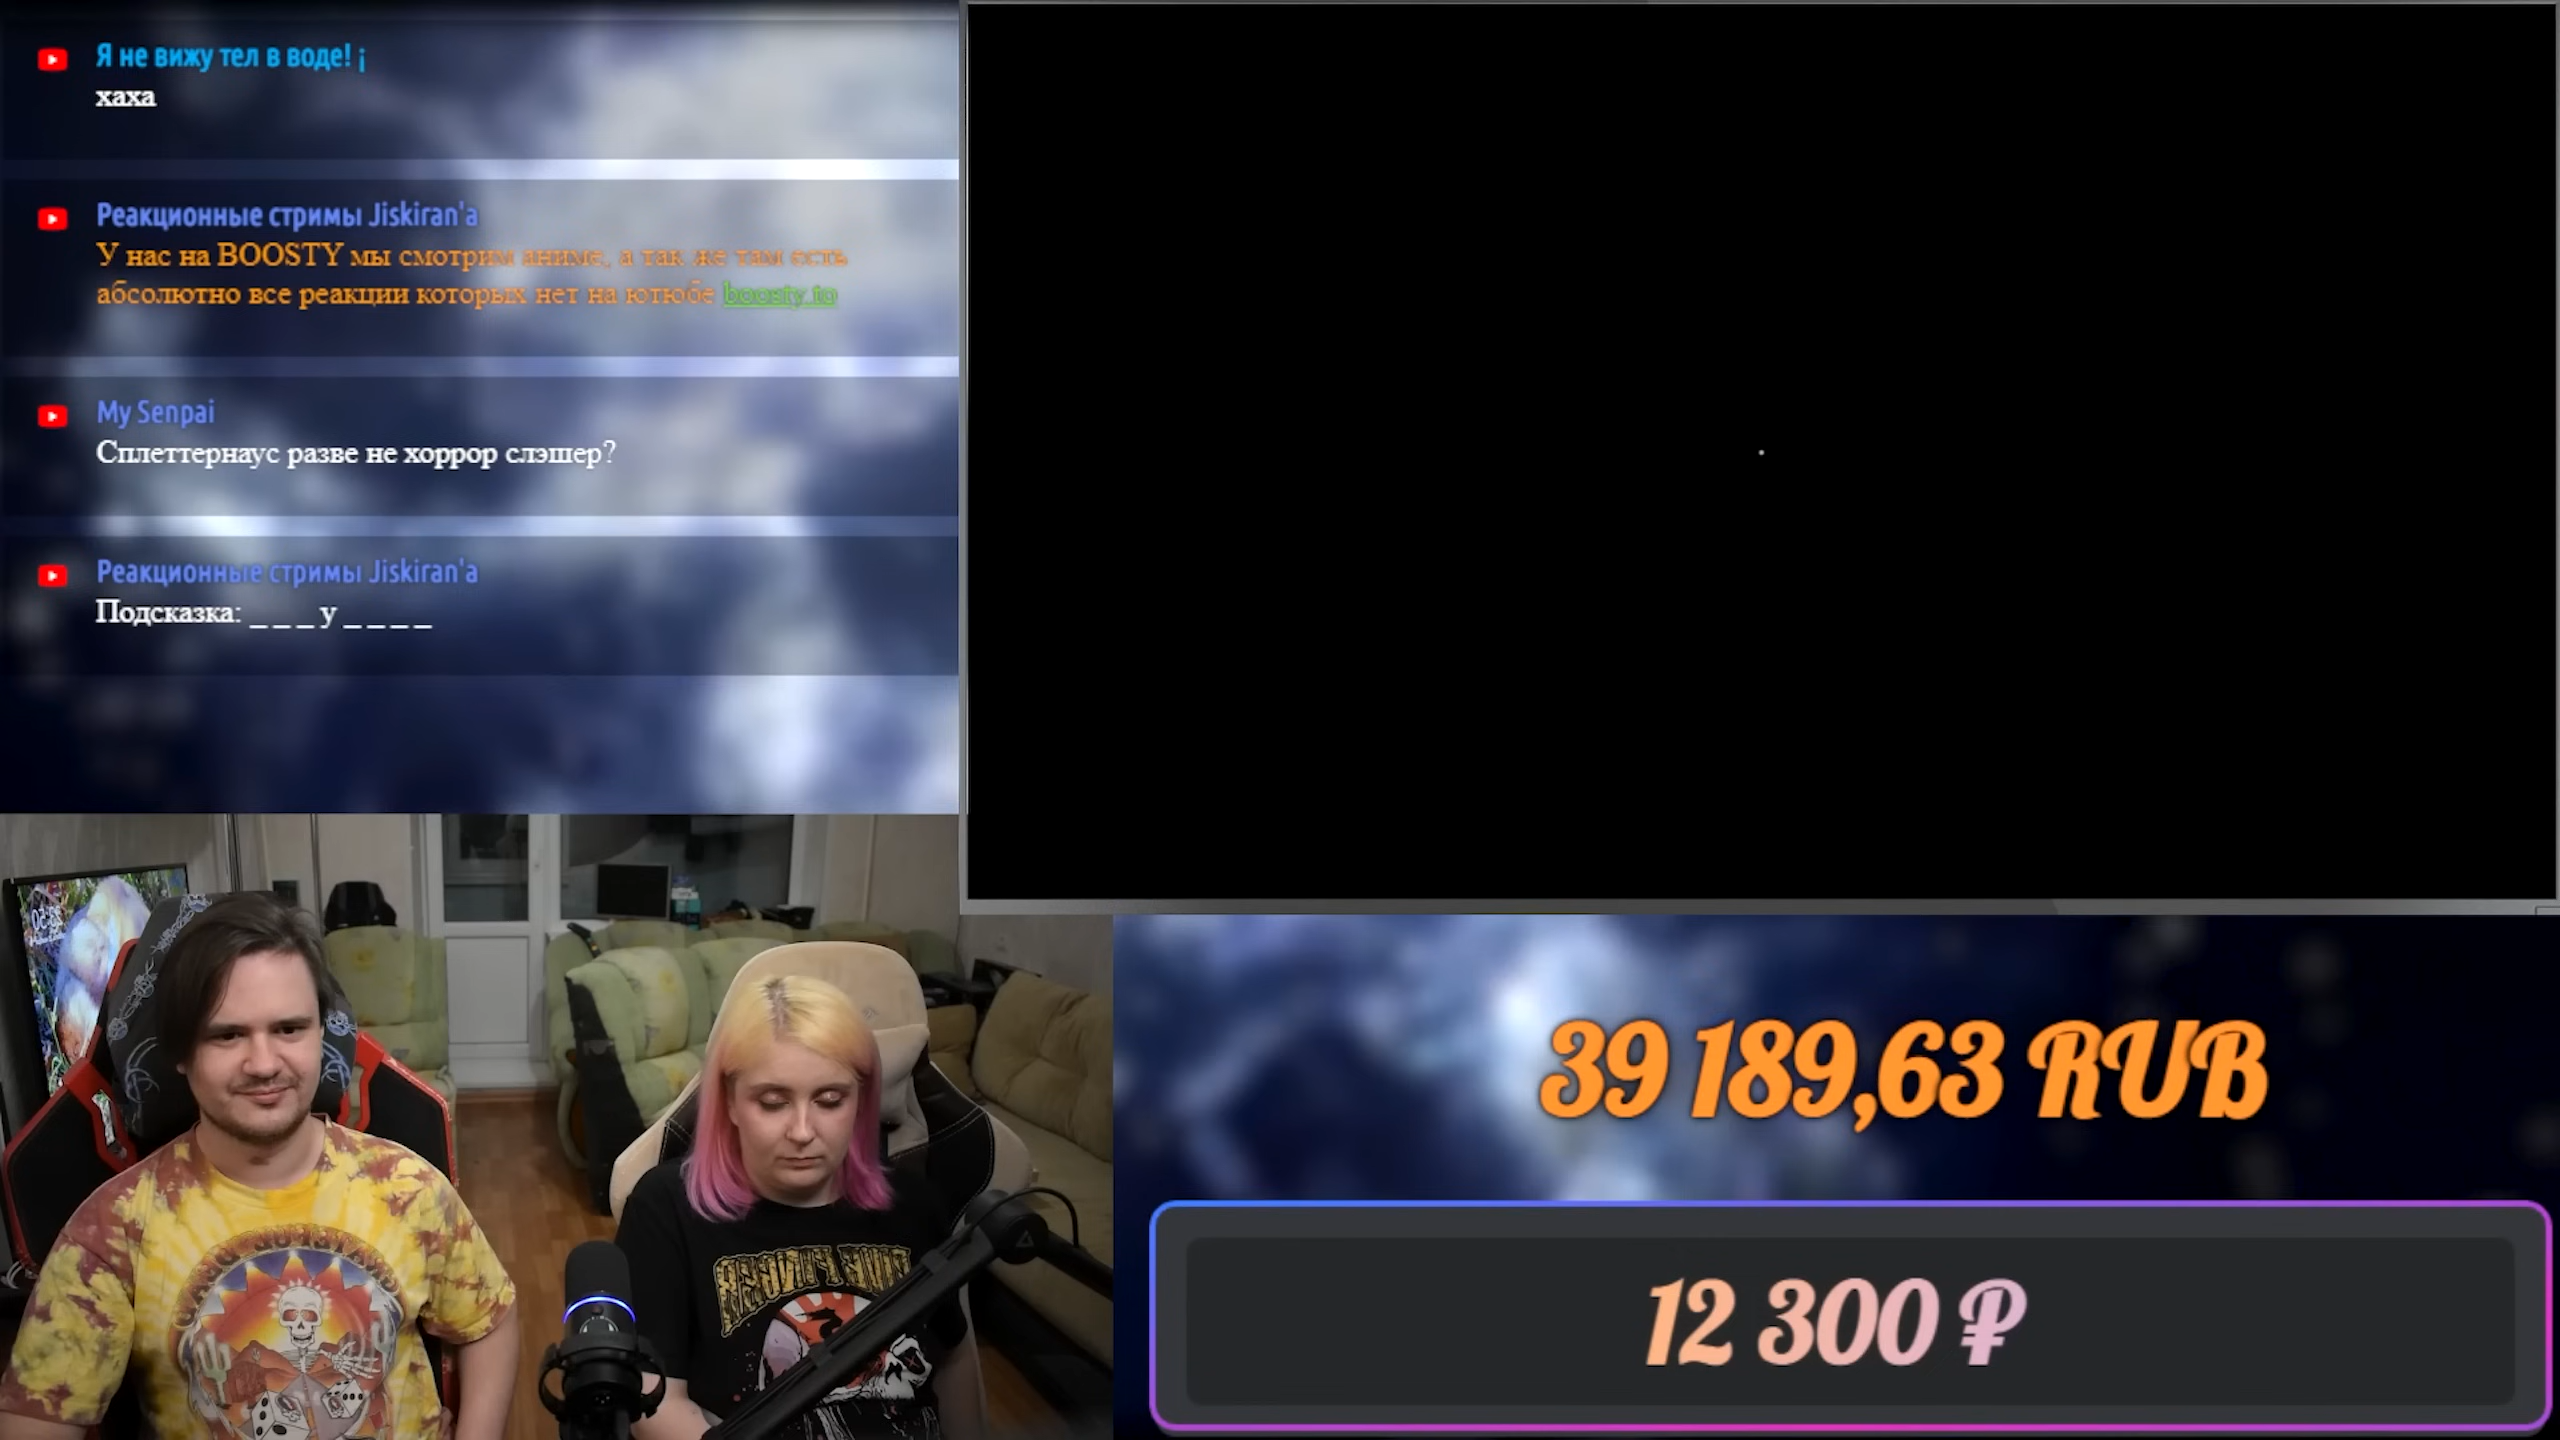 Я не вижу тел в воде! ¡
хаха
Реакционные стримы Jiskiran'a
У нас на BOOSTY мы смотрим аниме, а так же там есть
абсолютно все реакции которых нет на ютюбе boosty.to
My Senpai
Сплеттернаус разве не хоррор слэшер?
Реакционные стримы Jiskiran'a
Подсказка: _ _ _ у _ _ _ _
39 189,63 RUB
12 300 ₽